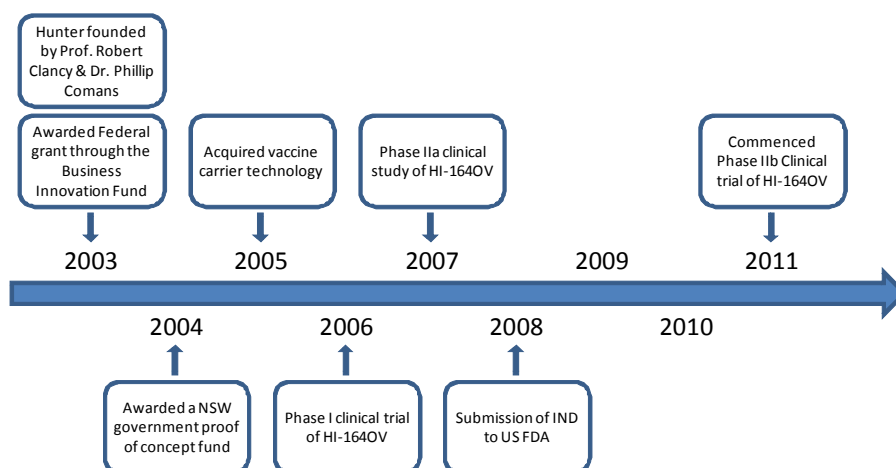 Hunter founded
by Prof. Robert
Clancy & Dr. Phillip
Comans
Awarded Federal
grant through the
Business
Innovation Fund
Acquired vaccine
carrier technology
Phase IIa clinical
study of HI-164OV
Commenced
Phase IIb Clinical
trial of HI-164OV
2003
2005
2007
2009
2011
2004
2006
2008
2010
Awarded a NSW
government proof
of concept fund
Phase I clinical trial
of HI-164OV
Submission of IND
to US FDA